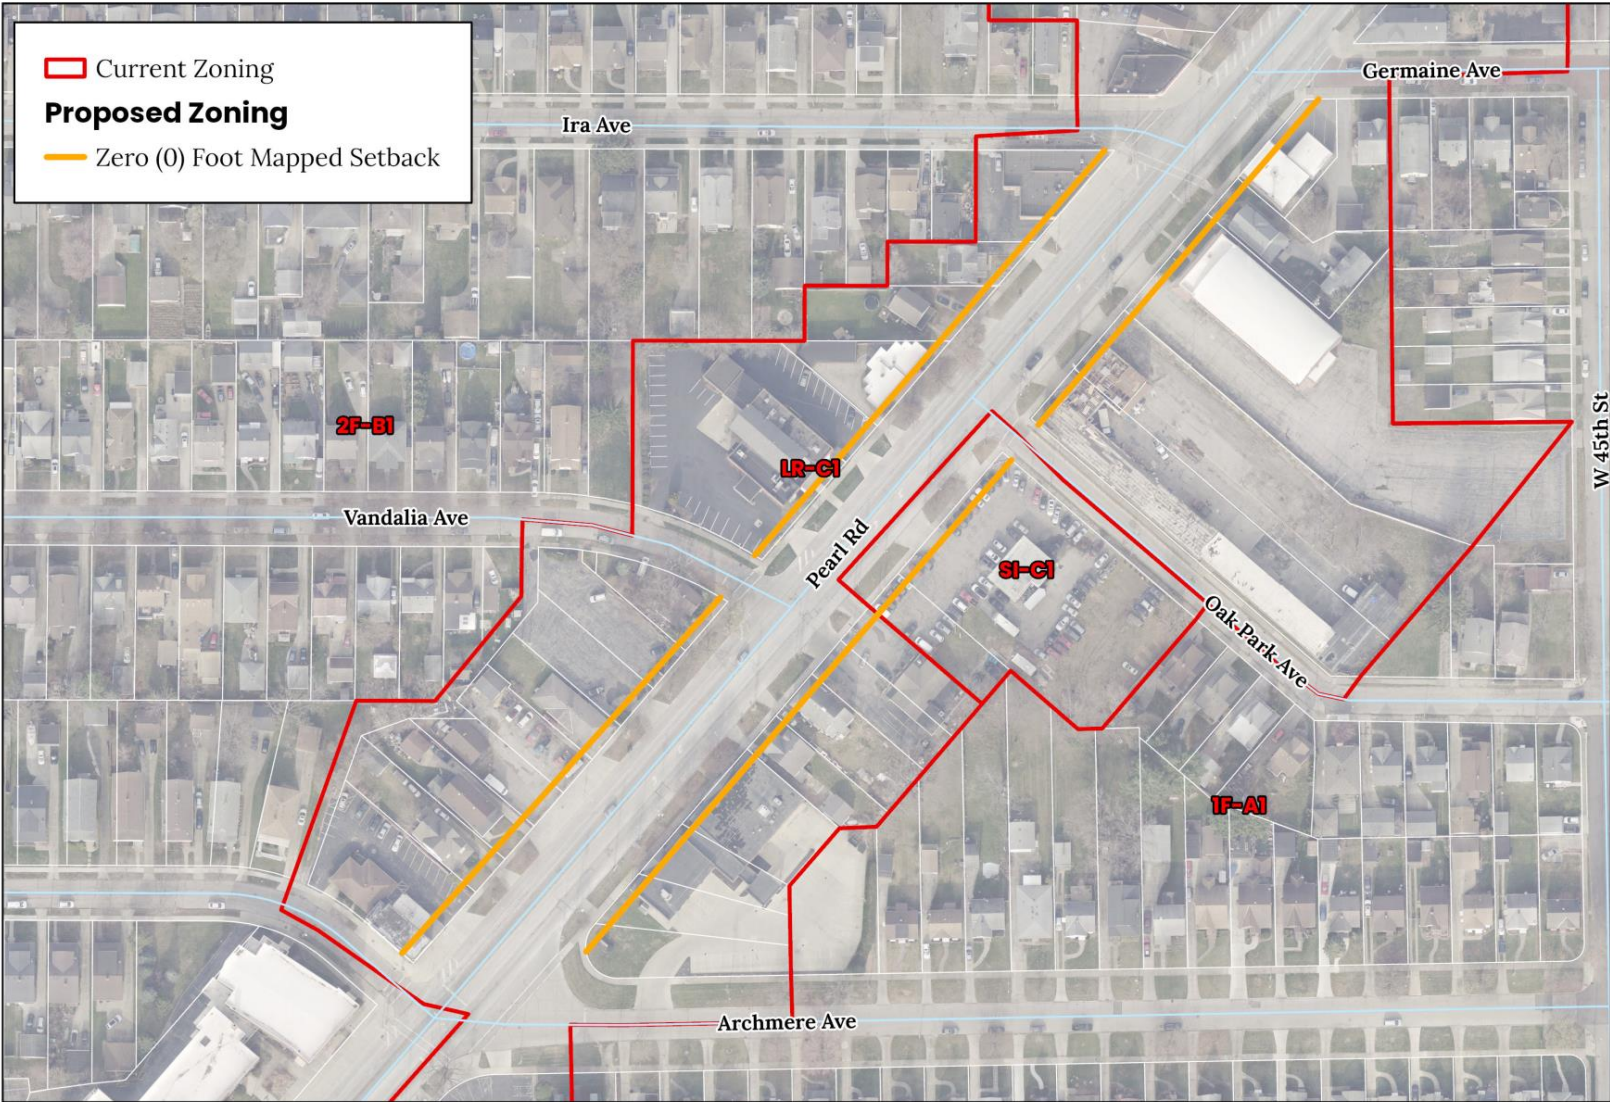 Current Zoning
Proposed Zoning
Zero (0) Foot Mapped Setback
Germaine Ave
Ira Ave
W 45th St
2F-B1
LR-C1
Vandalia Ave
Pearl Rd
SI-C1
Oak Park Ave
1F-A1
Archmere Ave